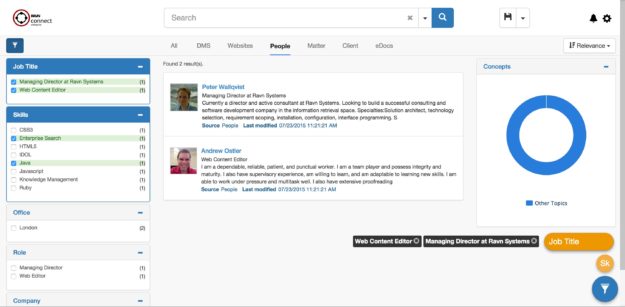 RAVN
connect
Search
All DMS Websites People Matter Client eDocs
Relevance
Job Title
Managing Director at Ravn Systems (1)
Web Content Editor (1)
Skills
CSS3 (1)
Enterprise Search (1)
HTML5 (1)
IDOL (1)
Java (1)
Javascript (1)
Knowledge Management (1)
Ruby (1)
Office
London (2)
Role
Managing Director (1)
Web Editor (1)
Company
Found 2 result(s).
Peter Wallqvist
Managing Director at Ravn Systems
Currently a director and active consultant at Ravn Systems. Looking to build a successful consulting and
software development company in the information retrieval space. Specialties:Solution architect, technology
selection, requirement scoping, installation, configuration, interface programming. S
Source People Last modified 07/23/2015 11:21:21 AM
Andrew Ostler
Web Content Editor
I am a dependable, reliable, patient, and punctual worker. I am a team player and possess integrity and
maturity. I also have supervisory experience, am willing to learn, and am adaptable to learning new skills. I am
able to work under pressure and multitask well. I also have extensive proofreading
Source People Last modified 07/23/2015 11:21:21 AM
Concepts
Other Topics
Web Content Editor Managing Director at Ravn Systems Job Title
Sk